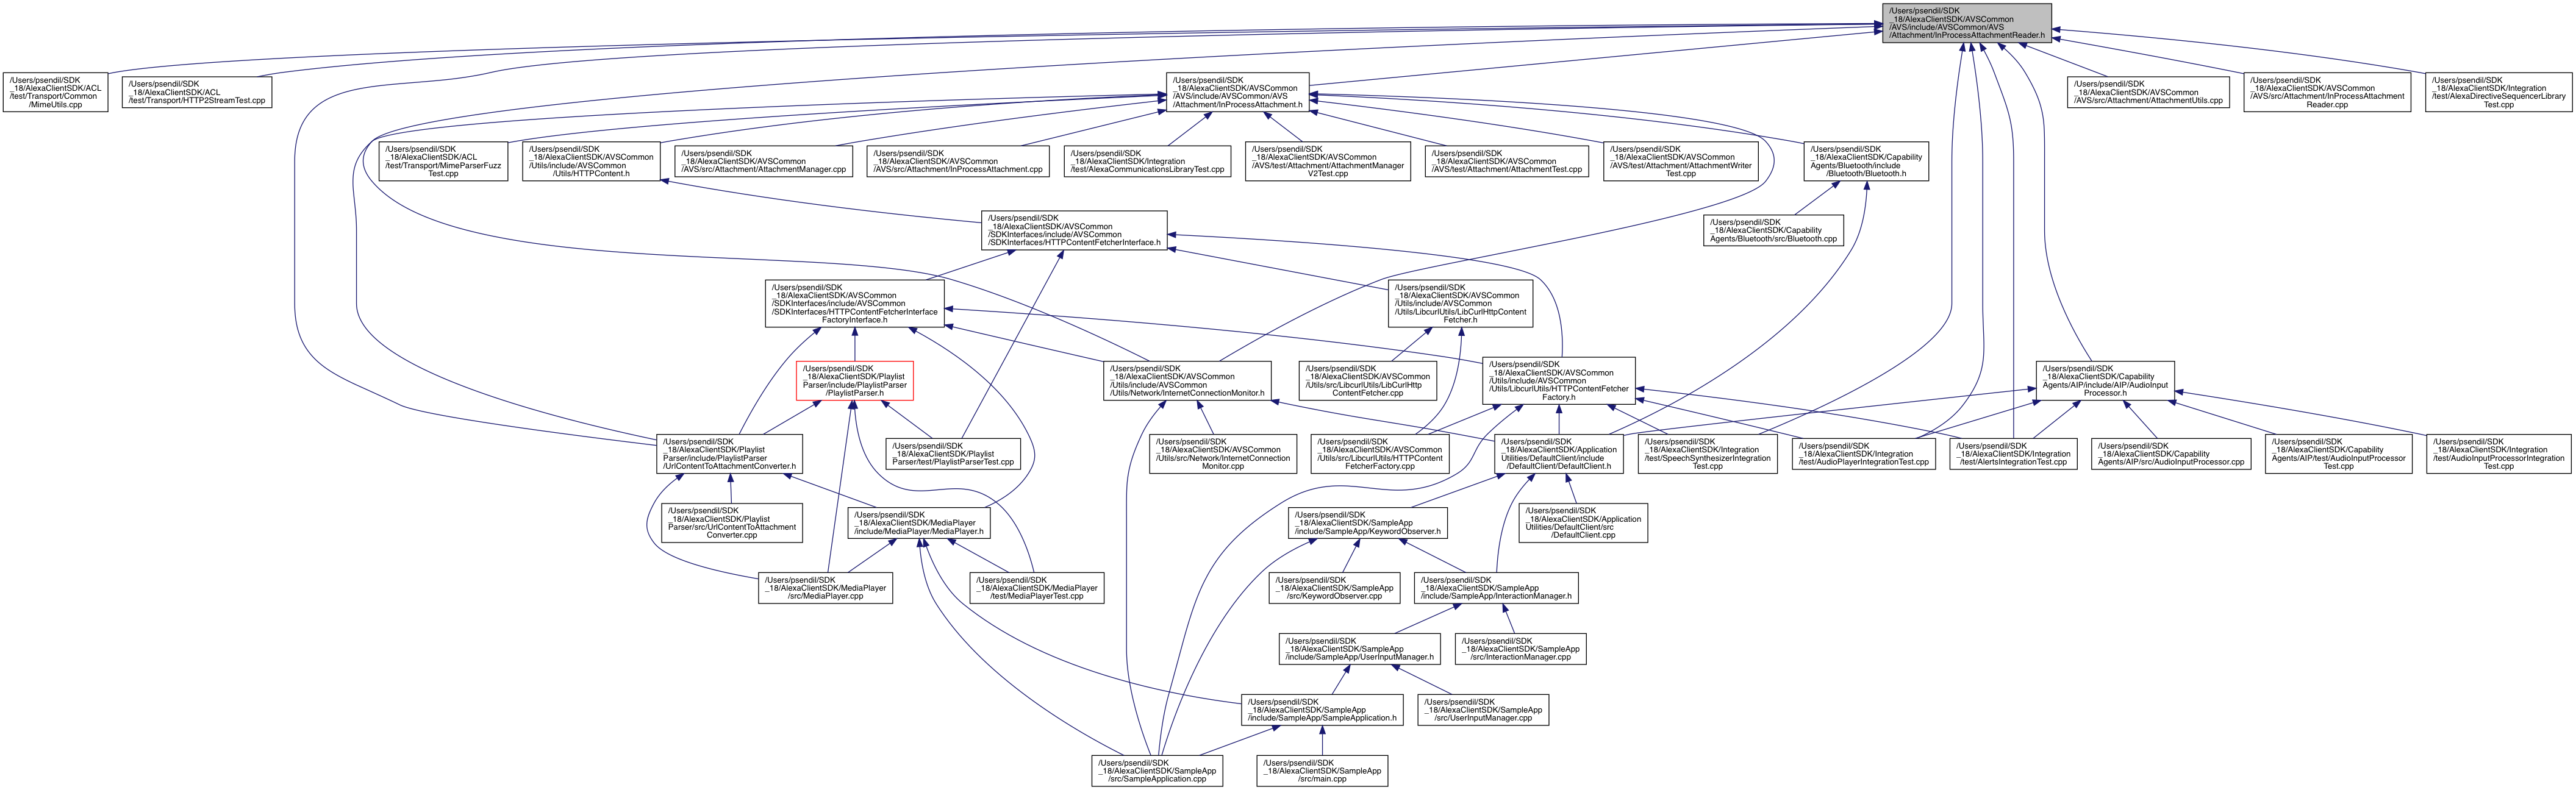 /Users/psendil/SDK
_18/AlexaClientSDK/AVSCommon
/AVS/include/AVSCommon/AVS
/Attachment/InProcessAttachmentReader.h
/Users/psendil/SDK
_18/AlexaClientSDK/ACL
/test/Transport/Common
/MimeUtils.cpp
/Users/psendil/SDK
_18/AlexaClientSDK/ACL
/test/Transport/HTTP2StreamTest.cpp
/Users/psendil/SDK
_18/AlexaClientSDK/AVSCommon
/AVS/include/AVSCommon/AVS
/Attachment/InProcessAttachment.h
/Users/psendil/SDK
_18/AlexaClientSDK/AVSCommon
/AVS/src/Attachment/AttachmentUtils.cpp
/Users/psendil/SDK
_18/AlexaClientSDK/AVSCommon
/AVS/src/Attachment/InProcessAttachment
Reader.cpp
/Users/psendil/SDK
_18/AlexaClientSDK/Integration
/test/AlexaDirectiveSequencerLibrary
Test.cpp
/Users/psendil/SDK
_18/AlexaClientSDK/ACL
/test/Transport/MimeParserFuzz
Test.cpp
/Users/psendil/SDK
_18/AlexaClientSDK/AVSCommon
/Utils/include/AVSCommon
/Utils/HTTPContent.h
/Users/psendil/SDK
_18/AlexaClientSDK/AVSCommon
/AVS/src/Attachment/AttachmentManager.cpp
/Users/psendil/SDK
_18/AlexaClientSDK/AVSCommon
/AVS/src/Attachment/InProcessAttachment.cpp
/Users/psendil/SDK
_18/AlexaClientSDK/Integration
/test/AlexaCommunicationsLibraryTest.cpp
/Users/psendil/SDK
_18/AlexaClientSDK/AVSCommon
/AVS/test/Attachment/AttachmentManager
V2Test.cpp
/Users/psendil/SDK
_18/AlexaClientSDK/AVSCommon
/AVS/test/Attachment/AttachmentTest.cpp
/Users/psendil/SDK
_18/AlexaClientSDK/AVSCommon
/AVS/test/Attachment/AttachmentWriter
Test.cpp
/Users/psendil/SDK
_18/AlexaClientSDK/Capability
Agents/Bluetooth/include
/Bluetooth/Bluetooth.h
/Users/psendil/SDK
_18/AlexaClientSDK/AVSCommon
/SDKInterfaces/include/AVSCommon
/SDKInterfaces/HTTPContentFetcherInterface.h
/Users/psendil/SDK
_18/AlexaClientSDK/Capability
Agents/Bluetooth/src/Bluetooth.cpp
/Users/psendil/SDK
_18/AlexaClientSDK/AVSCommon
/SDKInterfaces/include/AVSCommon
/SDKInterfaces/HTTPContentFetcherInterface
FactoryInterface.h
/Users/psendil/SDK
_18/AlexaClientSDK/AVSCommon
/Utils/include/AVSCommon
/Utils/LibcurlUtils/LibCurlHttpContent
Fetcher.h
/Users/psendil/SDK
_18/AlexaClientSDK/Playlist
Parser/include/PlaylistParser
/PlaylistParser.h
/Users/psendil/SDK
_18/AlexaClientSDK/AVSCommon
/Utils/include/AVSCommon
/Utils/Network/InternetConnectionMonitor.h
/Users/psendil/SDK
_18/AlexaClientSDK/AVSCommon
/Utils/src/LibcurlUtils/LibCurlHttp
ContentFetcher.cpp
/Users/psendil/SDK
_18/AlexaClientSDK/AVSCommon
/Utils/include/AVSCommon
/Utils/LibcurlUtils/HTTPContentFetcher
Factory.h
/Users/psendil/SDK
_18/AlexaClientSDK/Capability
Agents/AIP/include/AIP/AudioInput
Processor.h
/Users/psendil/SDK
_18/AlexaClientSDK/Playlist
Parser/include/PlaylistParser
/UrlContentToAttachmentConverter.h
/Users/psendil/SDK
_18/AlexaClientSDK/Playlist
Parser/test/PlaylistParserTest.cpp
/Users/psendil/SDK
_18/AlexaClientSDK/AVSCommon
/Utils/src/Network/InternetConnection
Monitor.cpp
/Users/psendil/SDK
_18/AlexaClientSDK/AVSCommon
/Utils/src/LibcurlUtils/HTTPContent
FetcherFactory.cpp
/Users/psendil/SDK
_18/AlexaClientSDK/Application
Utilities/DefaultClient/include
/DefaultClient/DefaultClient.h
/Users/psendil/SDK
_18/AlexaClientSDK/Integration
/test/SpeechSynthesizerIntegration
Test.cpp
/Users/psendil/SDK
_18/AlexaClientSDK/Integration
/test/AudioPlayerIntegrationTest.cpp
/Users/psendil/SDK
_18/AlexaClientSDK/Integration
/test/AlertsIntegrationTest.cpp
/Users/psendil/SDK
_18/AlexaClientSDK/Capability
Agents/AIP/src/AudioInputProcessor.cpp
/Users/psendil/SDK
_18/AlexaClientSDK/Capability
Agents/AIP/test/AudioInputProcessor
Test.cpp
/Users/psendil/SDK
_18/AlexaClientSDK/Integration
/test/AudioInputProcessorIntegration
Test.cpp
/Users/psendil/SDK
_18/AlexaClientSDK/Playlist
Parser/src/UrlContentToAttachment
Converter.cpp
/Users/psendil/SDK
_18/AlexaClientSDK/MediaPlayer
/include/MediaPlayer/MediaPlayer.h
/Users/psendil/SDK
_18/AlexaClientSDK/SampleApp
/include/SampleApp/KeywordObserver.h
/Users/psendil/SDK
_18/AlexaClientSDK/Application
Utilities/DefaultClient/src
/DefaultClient.cpp
/Users/psendil/SDK
_18/AlexaClientSDK/MediaPlayer
/src/MediaPlayer.cpp
/Users/psendil/SDK
_18/AlexaClientSDK/MediaPlayer
/test/MediaPlayerTest.cpp
/Users/psendil/SDK
_18/AlexaClientSDK/SampleApp
/src/KeywordObserver.cpp
/Users/psendil/SDK
_18/AlexaClientSDK/SampleApp
/include/SampleApp/InteractionManager.h
/Users/psendil/SDK
_18/AlexaClientSDK/SampleApp
/include/SampleApp/UserInputManager.h
/Users/psendil/SDK
_18/AlexaClientSDK/SampleApp
/src/InteractionManager.cpp
/Users/psendil/SDK
_18/AlexaClientSDK/SampleApp
/include/SampleApp/SampleApplication.h
/Users/psendil/SDK
_18/AlexaClientSDK/SampleApp
/src/UserInputManager.cpp
/Users/psendil/SDK
_18/AlexaClientSDK/SampleApp
/src/SampleApplication.cpp
/Users/psendil/SDK
_18/AlexaClientSDK/SampleApp
/src/main.cpp